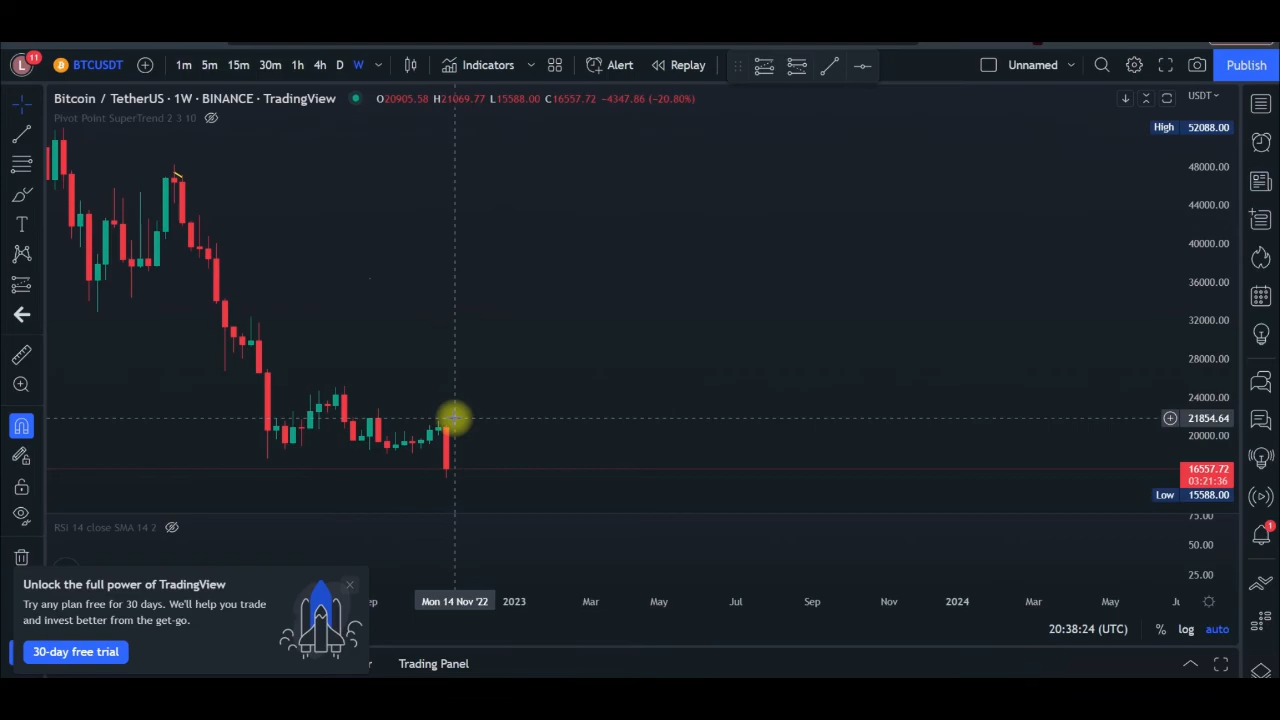 L 11 BTCUSDT 1m 5m 15m 30m 1h 4h D W Indicators Alert Replay Unnamed Publish
Bitcoin / TetherUS · 1W · BINANCE · TradingView O20905.58 H21069.77 L15588.00 C16557.72 −4347.86 (−20.80%) USDT
Pivot Point SuperTrend 2 3 10
High 52088.00
48000.00
44000.00
40000.00
36000.00
32000.00
28000.00
24000.00
21854.64
20000.00
16557.72
03:21:36
Low 15588.00
RSI 14 close SMA 14 2
75.00
50.00
25.00
1
Unlock the full power of TradingView
Try any plan free for 30 days. We'll help you trade
and invest better from the get-go.
30-day free trial
Mon 14 Nov '22 2023 Mar May Jul Sep Nov 2024 Mar May
20:38:24 (UTC) % log auto
Trading Panel